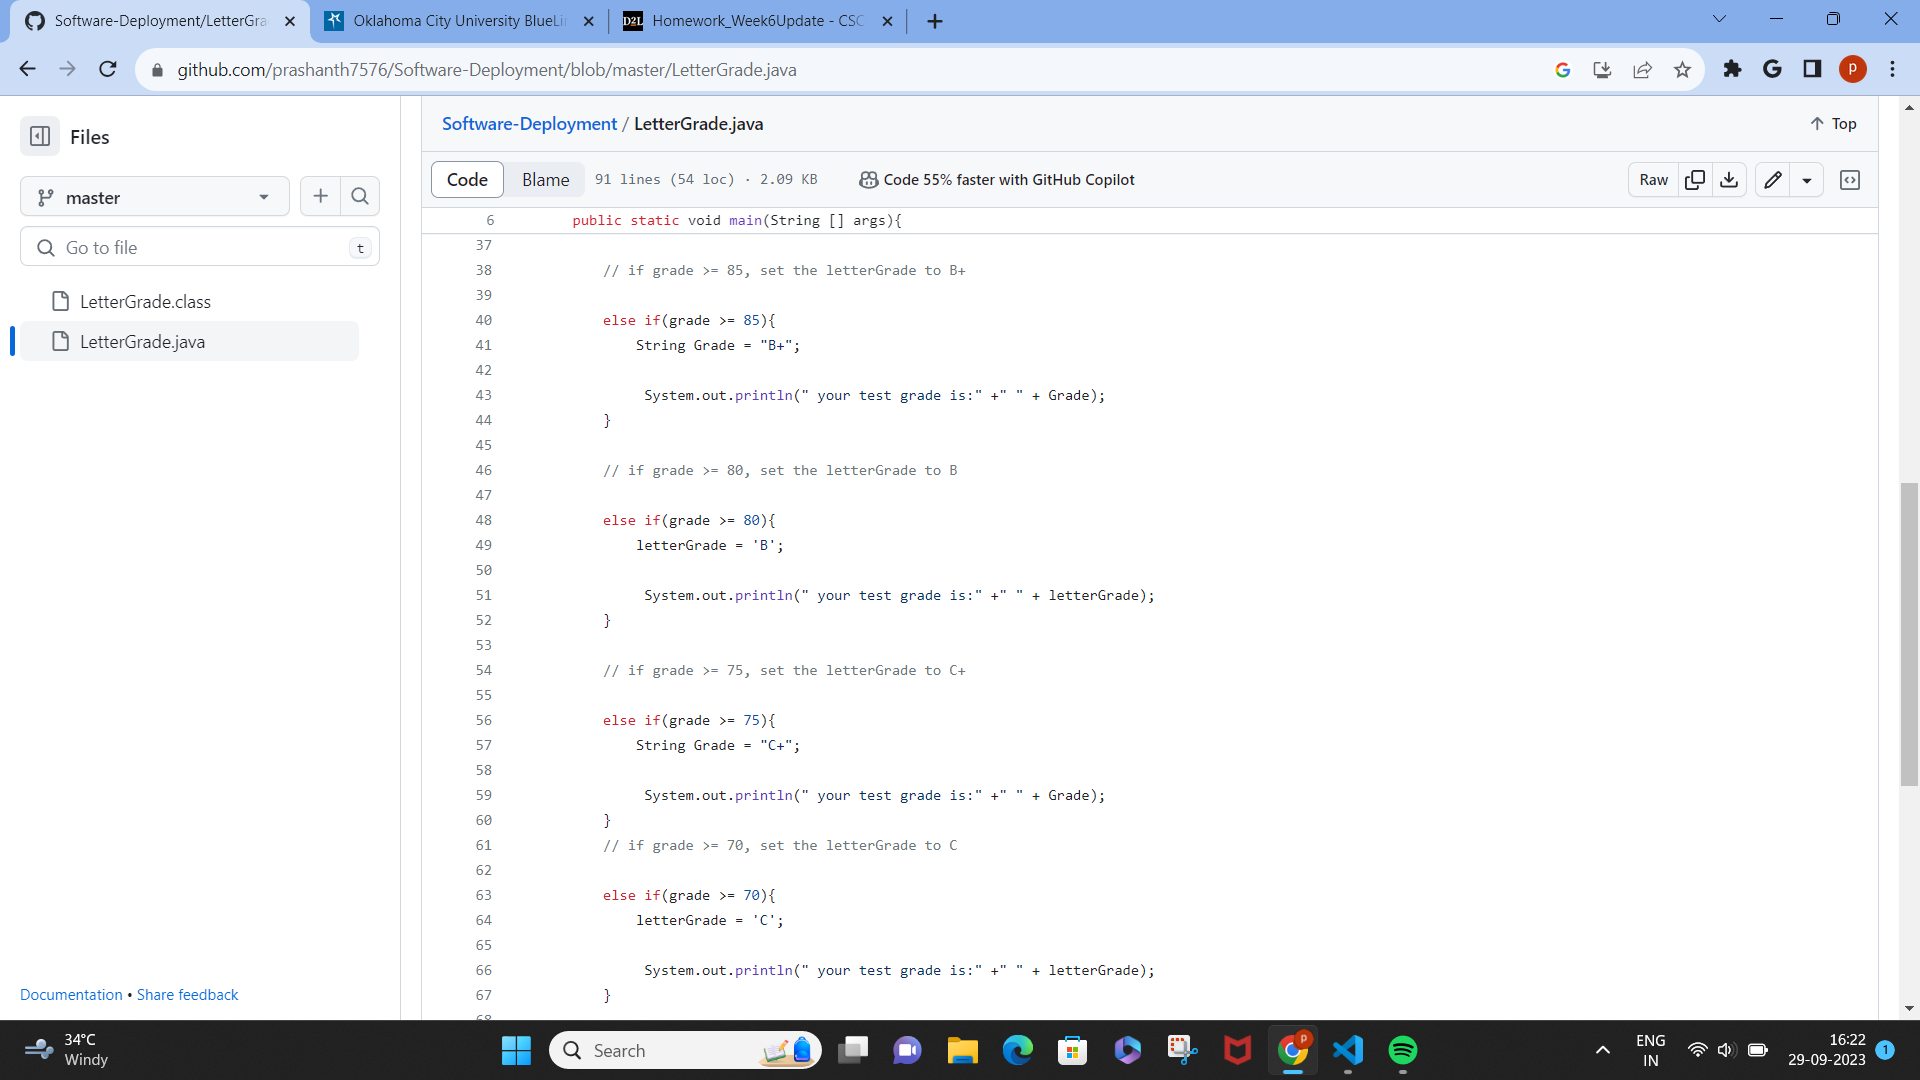 Software-Deployment/LetterGra
Oklahoma City University BlueLin
D2L Homework_Week6Update - CSC
github.com/prashanth7576/Software-Deployment/blob/master/LetterGrade.java
p
Files
master
Go to file
t
LetterGrade.class
LetterGrade.java
Documentation • Share feedback
Software-Deployment / LetterGrade.java
Top
Code Blame 91 lines (54 loc) · 2.09 KB Code 55% faster with GitHub Copilot Raw
6 public static void main(String [] args){
37
38 // if grade >= 85, set the letterGrade to B+
39
40 else if(grade >= 85){
41 String Grade = "B+";
42
43 System.out.println(" your test grade is:" +" " + Grade);
44 }
45
46 // if grade >= 80, set the letterGrade to B
47
48 else if(grade >= 80){
49 letterGrade = 'B';
50
51 System.out.println(" your test grade is:" +" " + letterGrade);
52 }
53
54 // if grade >= 75, set the letterGrade to C+
55
56 else if(grade >= 75){
57 String Grade = "C+";
58
59 System.out.println(" your test grade is:" +" " + Grade);
60 }
61 // if grade >= 70, set the letterGrade to C
62
63 else if(grade >= 70){
64 letterGrade = 'C';
65
66 System.out.println(" your test grade is:" +" " + letterGrade);
67 }
68
34°C
Windy
Search
p
ENG
IN
16:22
29-09-2023
1